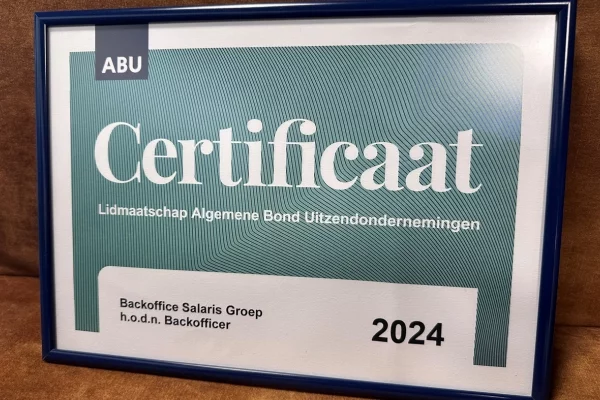 ABU
Certificaat
Lidmaatschap Algemene Bond Uitzendondernemingen
Backoffice Salaris Groep
h.o.d.n. Backofficer
2024